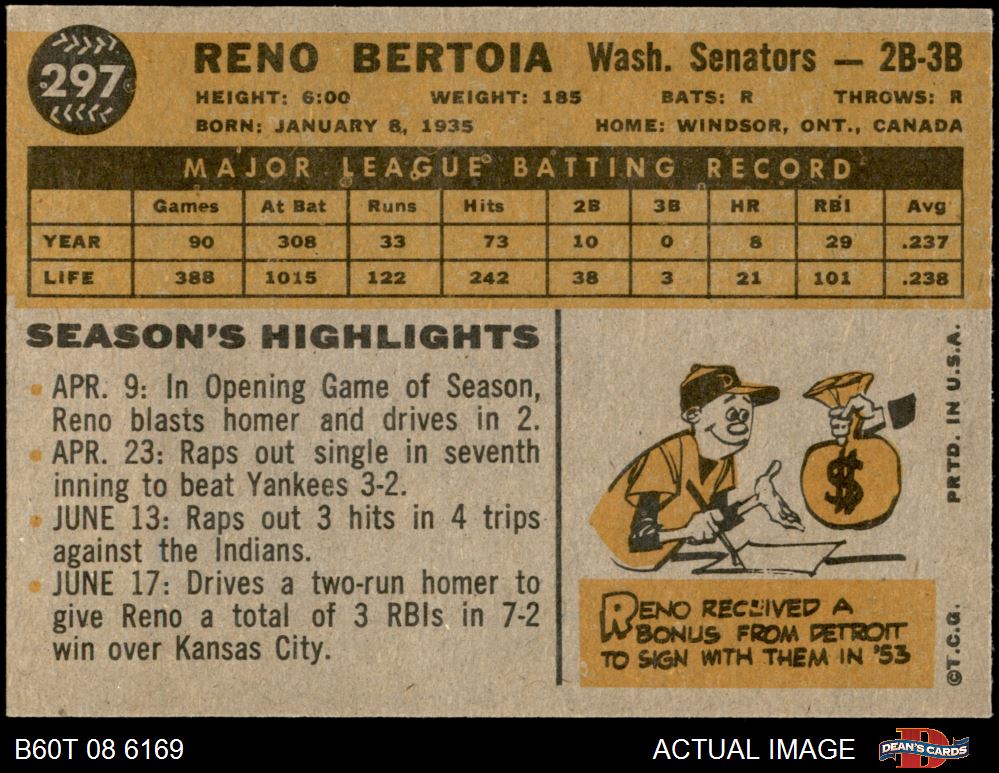 297
RENO BERTOIA Wash. Senators — 2B-3B
HEIGHT: 6:00 WEIGHT: 185 BATS: R THROWS: R
BORN: JANUARY 8, 1935 HOME: WINDSOR, ONT., CANADA
MAJOR LEAGUE BATTING RECORD
Games At Bat Runs Hits 2B 3B HR RBI Avg
YEAR 90 308 33 73 10 0 8 29 .237
LIFE 388 1015 122 242 38 3 21 101 .238
SEASON'S HIGHLIGHTS
• APR. 9: In Opening Game of Season,
Reno blasts homer and drives in 2.
• APR. 23: Raps out single in seventh
inning to beat Yankees 3-2.
• JUNE 13: Raps out 3 hits in 4 trips
against the Indians.
• JUNE 17: Drives a two-run homer to
give Reno a total of 3 RBIs in 7-2
win over Kansas City.
D
$
RENO RECEIVED A
BONUS FROM DETROIT
TO SIGN WITH THEM IN '53
©T.C.G. PRTD. IN U.S.A.
B60T 08 6169 ACTUAL IMAGE
D
DEAN'S CARDS